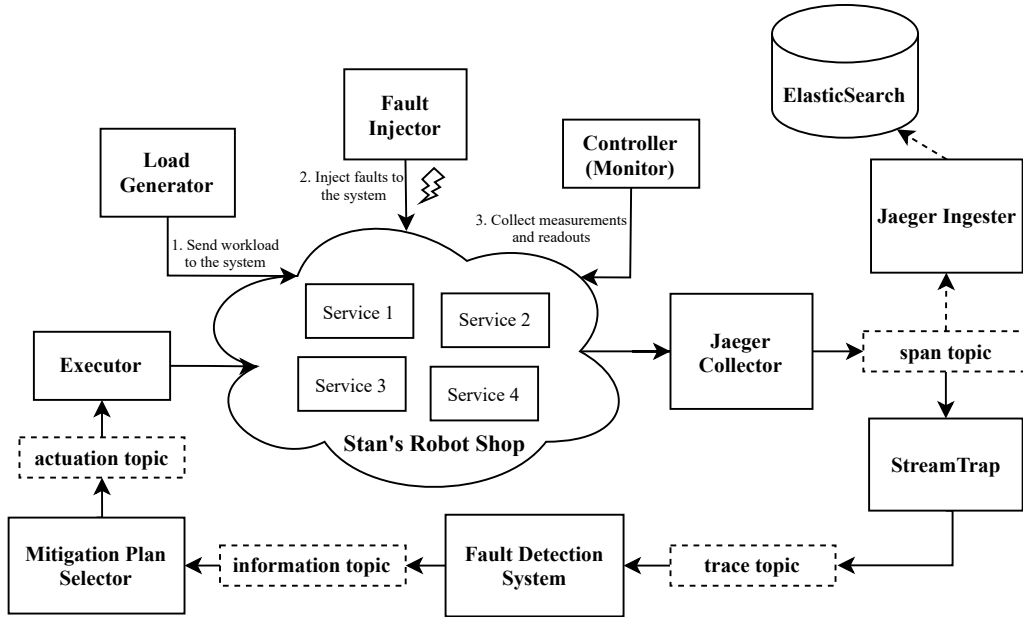 ElasticSearch
Fault
Injector
Load
Generator
Controller
(Monitor)
2. Inject faults to
the system
Jaeger Ingester
3. Collect measurements
and readouts
1. Send workload
to the system
Service 1
Service 2
Executor
Jaeger
Collector
span topic
Service 3
Service 4
Stan's Robot Shop
actuation topic
StreamTrap
Mitigation Plan
Selector
information topic
Fault Detection
System
trace topic